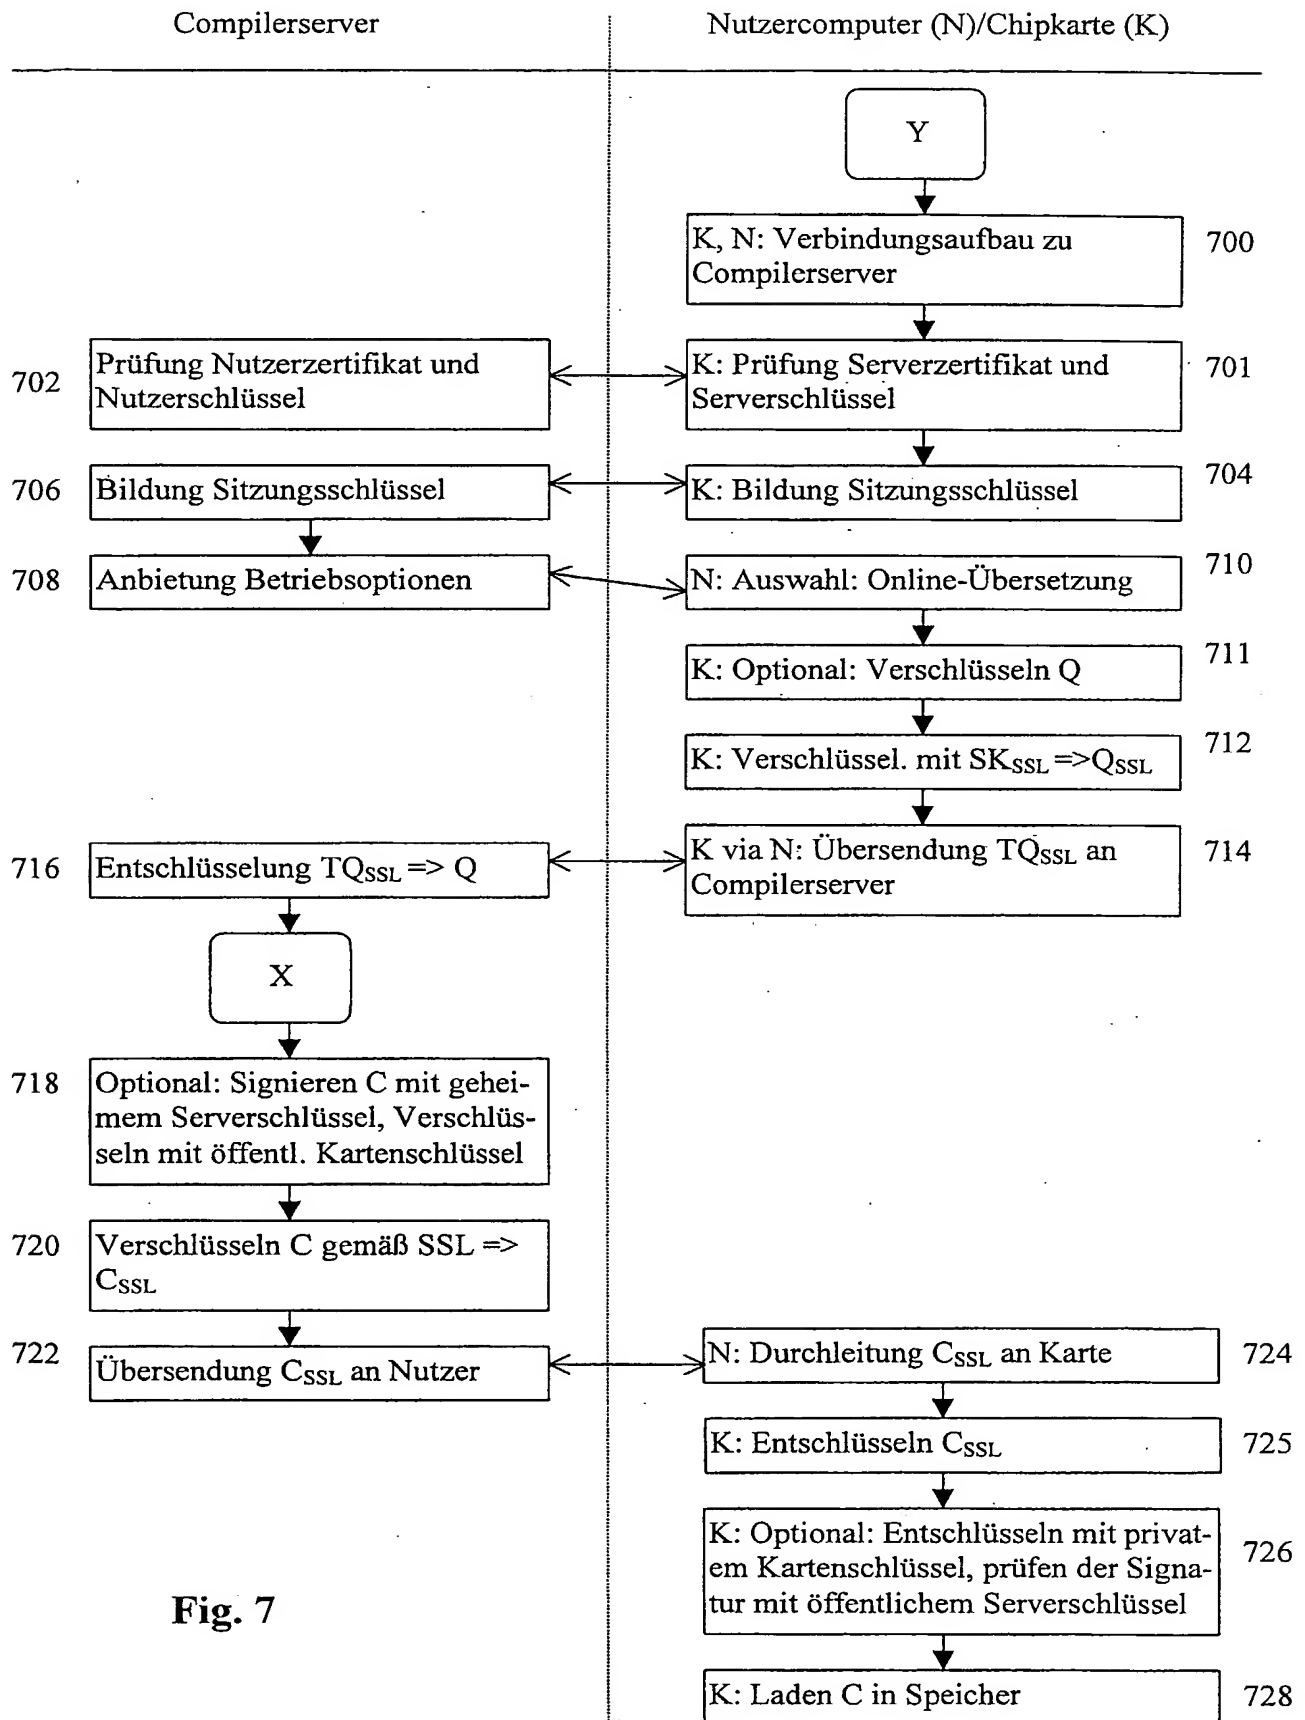 Compilerserver
Nutzercomputer (N)/Chipkarte (K)
Y
K, N: Verbindungsaufbau zu
Compilerserver
700
702
Prüfung Nutzerzertifikat und
Nutzerschlüssel
K: Prüfung Serverzertifikat und
Serverschlüssel
701
706
Bildung Sitzungsschlüssel
K: Bildung Sitzungsschlüssel
704
708
Anbietung Betriebsoptionen
N: Auswahl: Online-Übersetzung
710
K: Optional: Verschlüsseln Q
711
K: Verschlüssel. mit SKSSL =>QSSL
712
716
Entschlüsselung TQSSL => Q
K via N: Übersendung TQSSL an
Compilerserver
714
X
718
Optional: Signieren C mit gehei-
mem Serverschlüssel, Verschlüs-
seln mit öffentl. Kartenschlüssel
720
Verschlüsseln C gemäß SSL =>
CSSL
722
Übersendung CSSL an Nutzer
N: Durchleitung CSSL an Karte
724
K: Entschlüsseln CSSL
725
K: Optional: Entschlüsseln mit privat-
em Kartenschlüssel, prüfen der Signa-
tur mit öffentlichem Serverschlüssel
726
Fig. 7
K: Laden C in Speicher
728